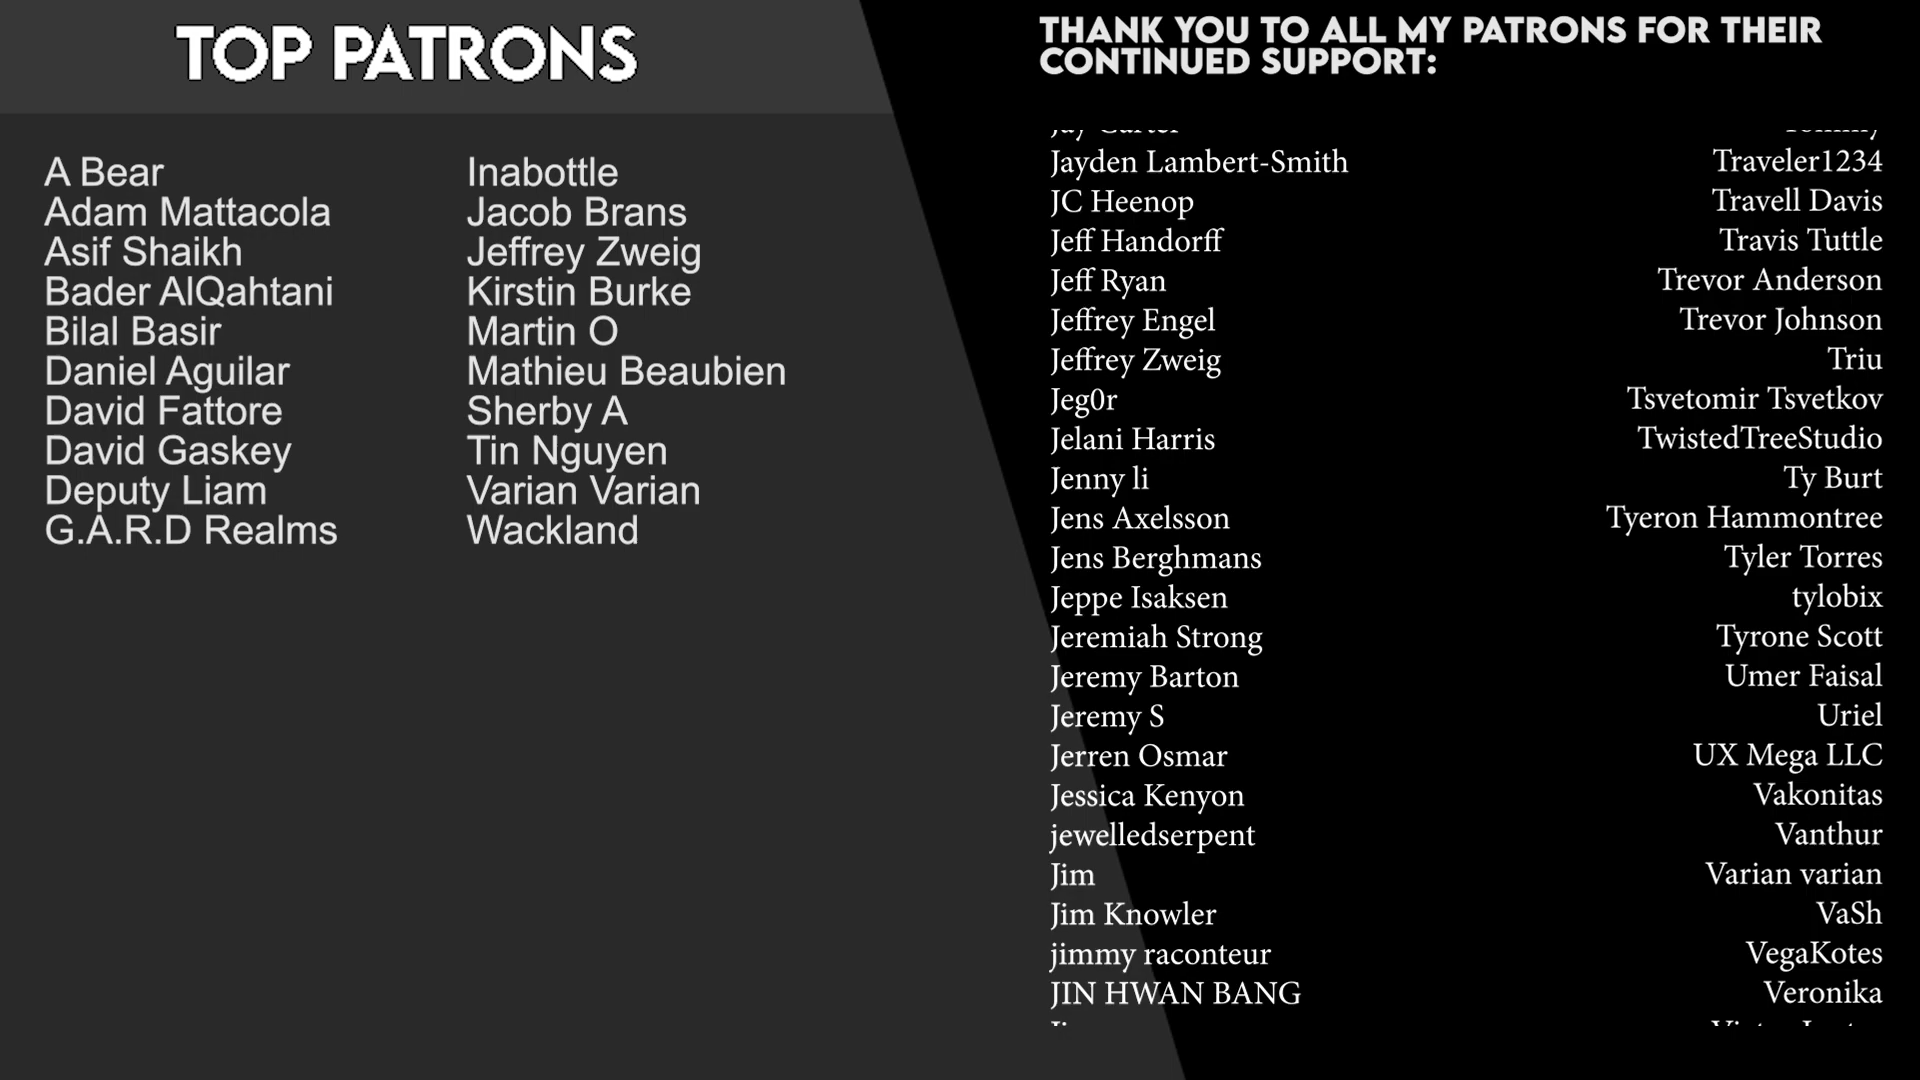 TOP PATRONS
A Bear
Adam Mattacola
Asif Shaikh
Bader AlQahtani
Bilal Basir
Daniel Aguilar
David Fattore
David Gaskey
Deputy Liam
G.A.R.D Realms
Inabottle
Jacob Brans
Jeffrey Zweig
Kirstin Burke
Martin O
Mathieu Beaubien
Sherby A
Tin Nguyen
Varian Varian
Wackland
THANK YOU TO ALL MY PATRONS FOR THEIR
CONTINUED SUPPORT:
Jayden Lambert-Smith
JC Heenop
Jeff Handorff
Jeff Ryan
Jeffrey Engel
Jeffrey Zweig
Jeg0r
Jelani Harris
Jenny li
Jens Axelsson
Jens Berghmans
Jeppe Isaksen
Jeremiah Strong
Jeremy Barton
Jeremy S
Jerren Osmar
Jessica Kenyon
jewelledserpent
Jim
Jim Knowler
jimmy raconteur
JIN HWAN BANG
Traveler1234
Travell Davis
Travis Tuttle
Trevor Anderson
Trevor Johnson
Triu
Tsvetomir Tsvetkov
TwistedTreeStudio
Ty Burt
Tyeron Hammontree
Tyler Torres
tylobix
Tyrone Scott
Umer Faisal
Uriel
UX Mega LLC
Vakonitas
Vanthur
Varian varian
VaSh
VegaKotes
Veronika